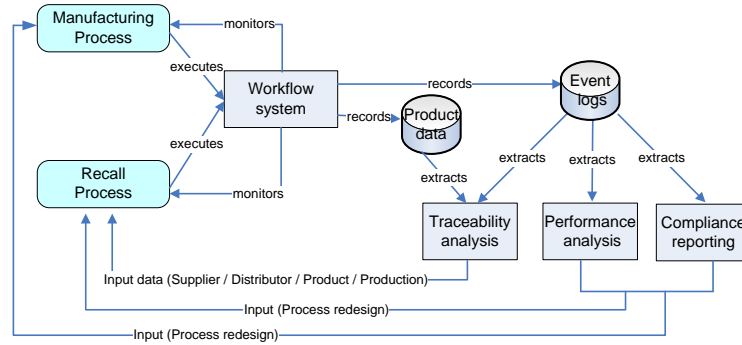 Manufacturing
Process
monitors
executes
Workflow
system
records
Event
logs
records
Product
data
executes
Recall
Process
monitors
extracts
extracts
extracts
extracts
Traceability
analysis
Performance
analysis
Compliance
reporting
Input data (Supplier / Distributor / Product / Production)
Input (Process redesign)
Input (Process redesign)